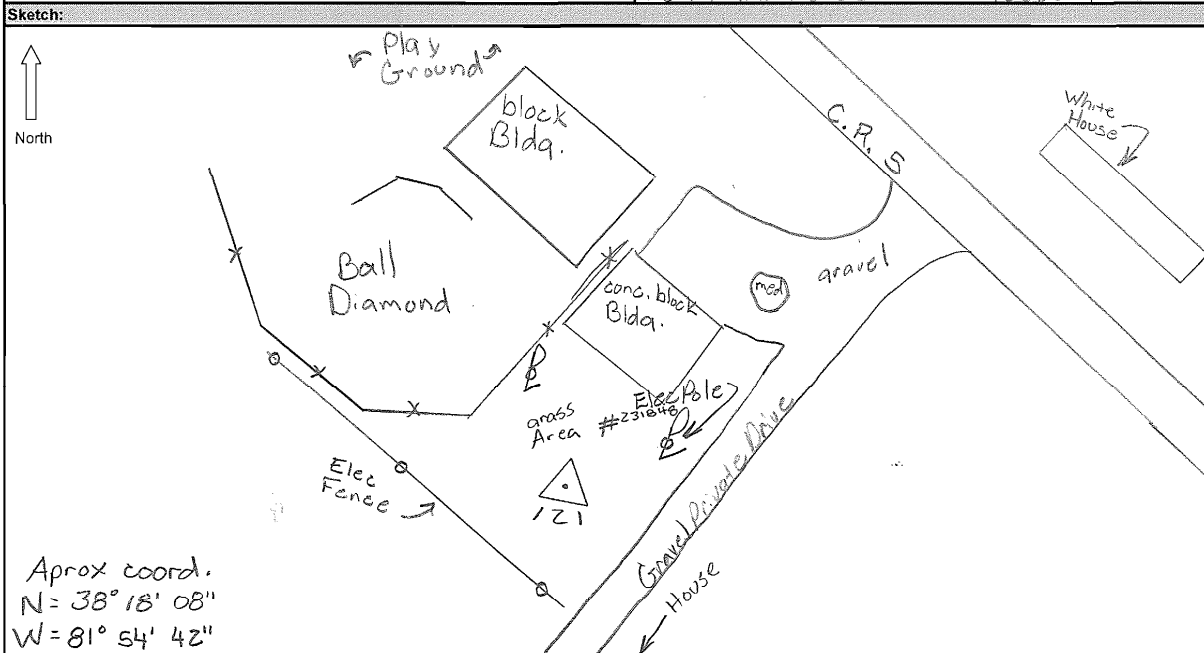 Sketch:
North
Play
Ground
block
Bldg.
C.R. 5
White
House
Ball
Diamond
conc. block
Bldg.
med
gravel
Elec Pole
grass
Area
#231848
Elec
Fence
121
Gravel Private Drive
House
Aprox coord.
N= 38° 18' 08"
W= 81° 54' 42"